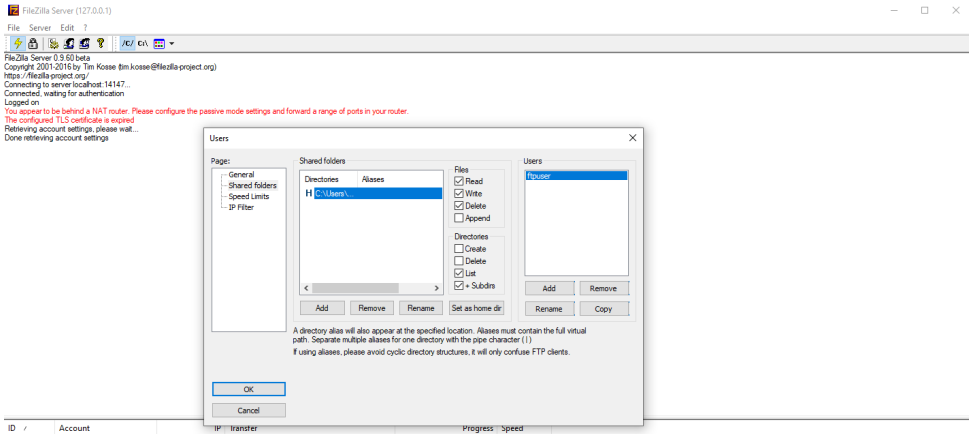 FileZilla Server (127.0.0.1)
File Server Edit ?
/C/ C:\
FileZilla Server 0.9.60 beta
Copyright 2001-2016 by Tim Kosse (tim.kosse@filezilla-project.org)
https://filezilla-project.org/
Connecting to server localhost:14147...
Connected, waiting for authentication
Logged on
You appear to be behind a NAT router. Please configure the passive mode settings and forward a range of ports in your router.
The configured TLS certificate is expired
Retrieving account settings, please wait...
Done retrieving account settings
Users
Page:
General
Shared folders
Speed Limits
IP Filter
Shared folders
Directories Aliases
H C:\Users\...
Files
Read
Write
Delete
Append
Directories
Create
Delete
List
+ Subdirs
Add Remove Rename Set as home dir
Users
ftpuser
Add Remove
Rename Copy
A directory alias will also appear at the specified location. Aliases must contain the full virtual
path. Separate multiple aliases for one directory with the pipe character ( | )
If using aliases, please avoid cyclic directory structures, it will only confuse FTP clients.
OK
Cancel
ID / Account IP Transfer Progress Speed